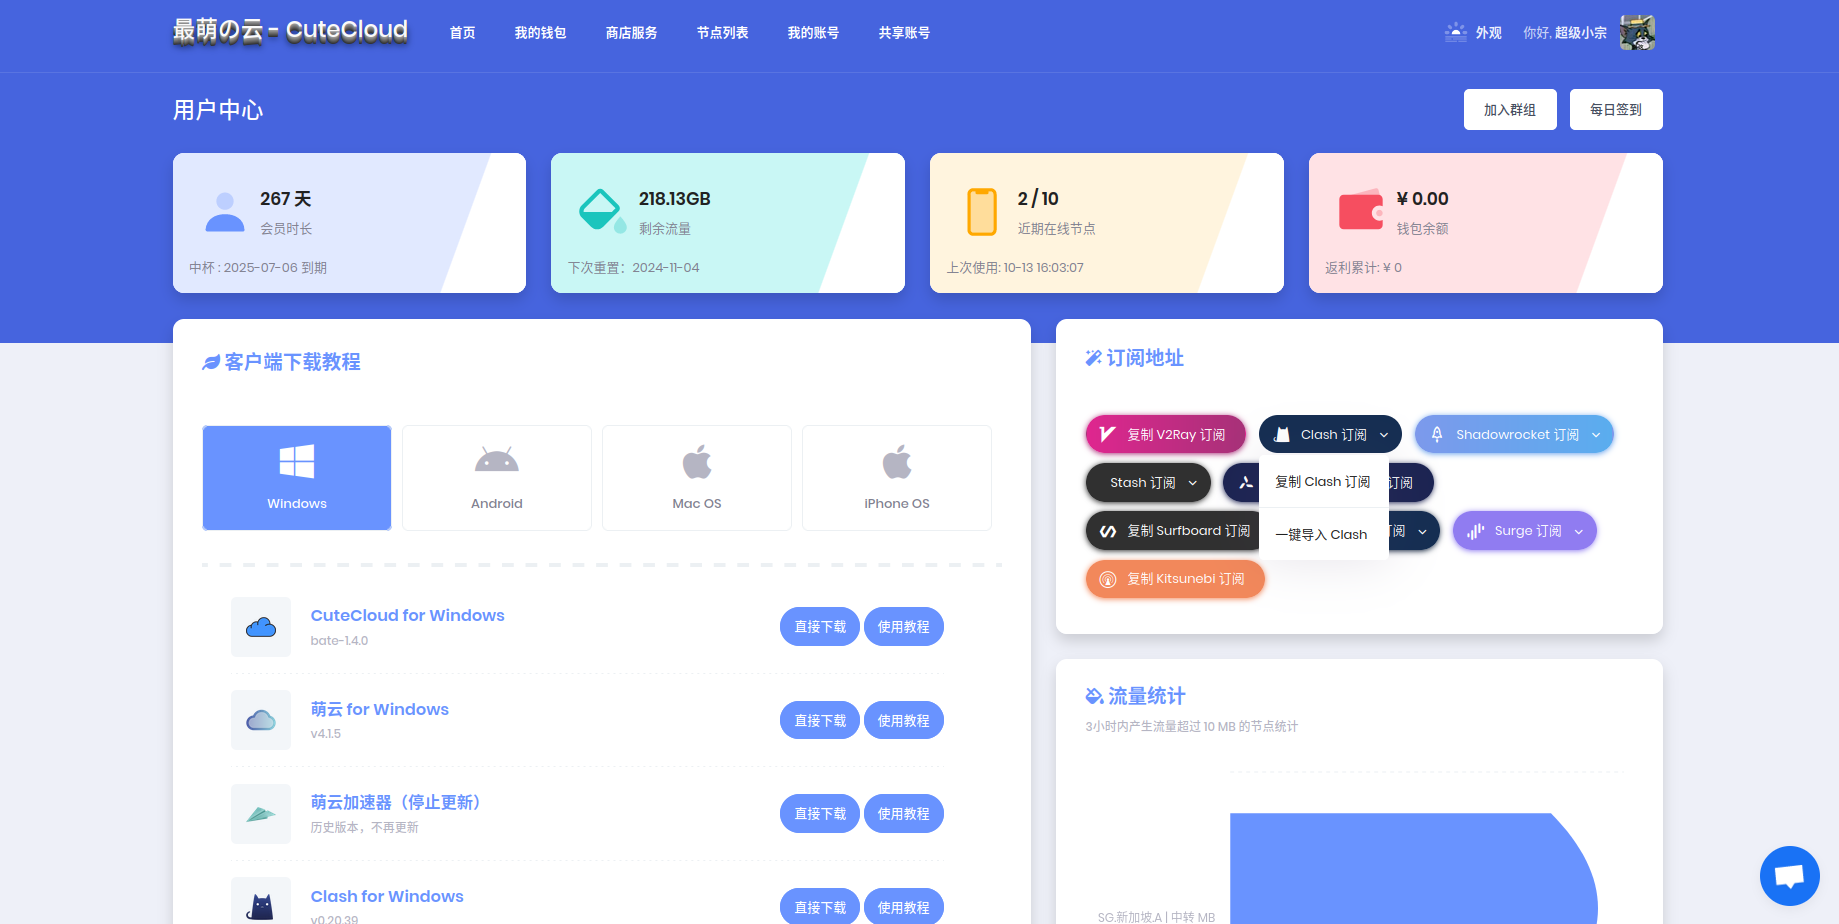 最萌の云 - CuteCloud
首页
我的钱包
商店服务
节点列表
我的账号
共享账号
外观
你好, 超级小宗
用户中心
加入群组
每日签到
267 天
会员时长
中杯 : 2025-07-06 到期
218.13GB
剩余流量
下次重置：2024-11-04
2 / 10
近期在线节点
上次使用: 10-13 16:03:07
¥ 0.00
钱包余额
返利累计: ¥ 0
客户端下载教程
Windows
Android
Mac OS
iPhone OS
CuteCloud for Windows
bate-1.4.0
直接下载
使用教程
萌云 for Windows
v4.1.5
直接下载
使用教程
萌云加速器（停止更新）
历史版本，不再更新
直接下载
使用教程
Clash for Windows
v0.20.39
直接下载
使用教程
订阅地址
复制 V2Ray 订阅
Clash 订阅
Shadowrocket 订阅
Stash 订阅
订阅
复制 Clash 订阅
一键导入 Clash
复制 Surfboard 订阅
阅
Surge 订阅
复制 Kitsunebi 订阅
流量统计
3小时内产生流量超过 10 MB 的节点统计
SG.新加坡.A | 中转 MB